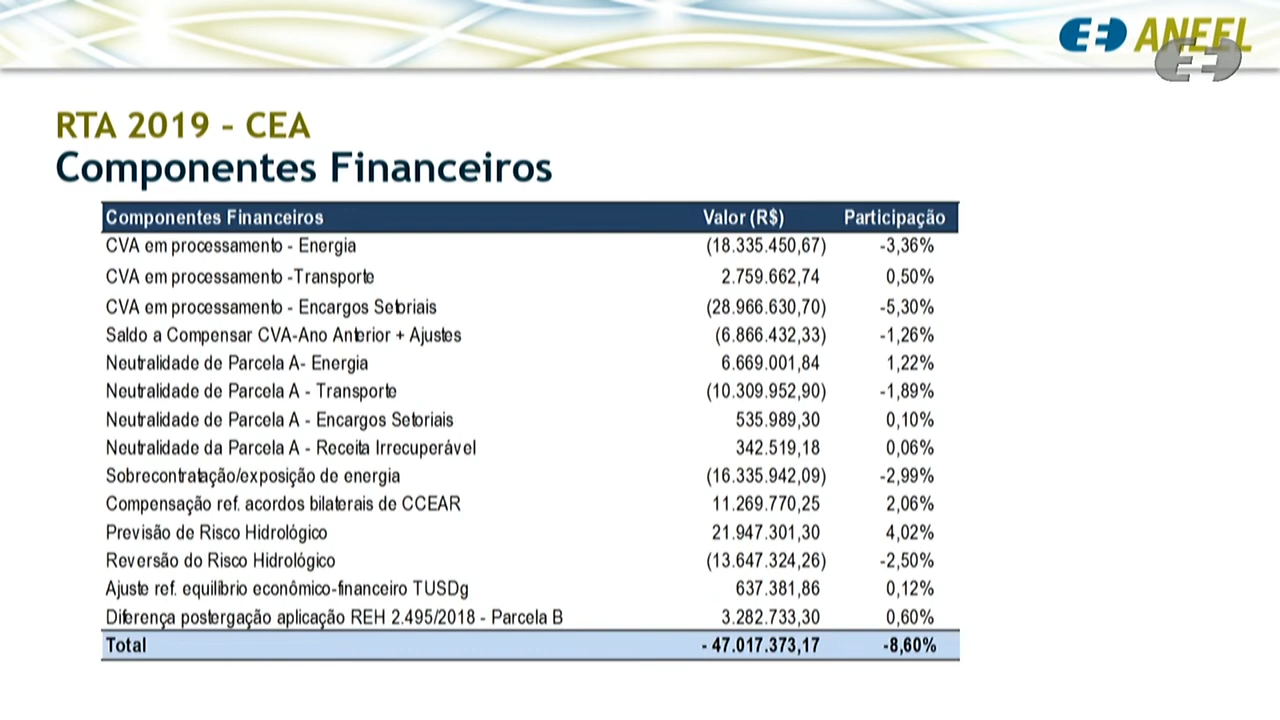 ANEEL
RTA 2019 - CEA
Componentes Financeiros
Componentes Financeiros Valor (R$) Participação
CVA em processamento - Energia (18.335.450,67) -3,36%
CVA em processamento -Transporte 2.759.662,74 0,50%
CVA em processamento - Encargos Setoriais (28.966.630,70) -5,30%
Saldo a Compensar CVA-Ano Anterior + Ajustes (6.866.432,33) -1,26%
Neutralidade de Parcela A- Energia 6.669.001,84 1,22%
Neutralidade de Parcela A - Transporte (10.309.952,90) -1,89%
Neutralidade de Parcela A - Encargos Setoriais 535.989,30 0,10%
Neutralidade da Parcela A - Receita Irrecuperável 342.519,18 0,06%
Sobrecontratação/exposição de energia (16.335.942,09) -2,99%
Compensação ref. acordos bilaterais de CCEAR 11.269.770,25 2,06%
Previsão de Risco Hidrológico 21.947.301,30 4,02%
Reversão do Risco Hidrológico (13.647.324,26) -2,50%
Ajuste ref. equilíbrio econômico-financeiro TUSDg 637.381,86 0,12%
Diferença postergação aplicação REH 2.495/2018 - Parcela B 3.282.733,30 0,60%
Total - 47.017.373,17 -8,60%